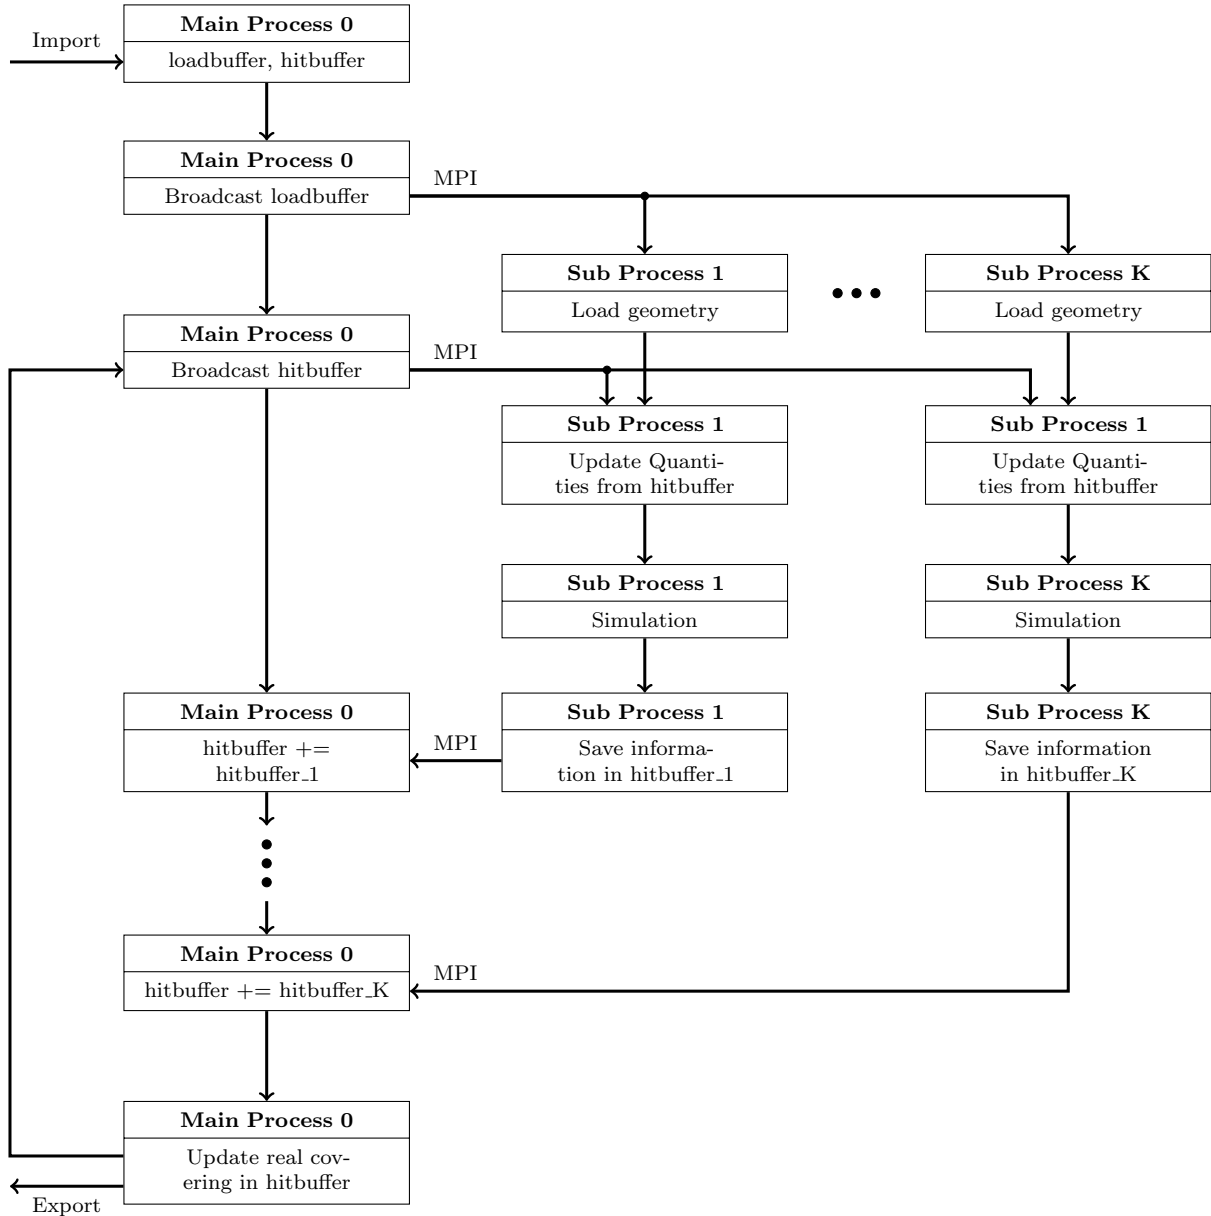 Main Process 0
Import
loadbuffer, hitbuffer
Main Process 0
MPI
Broadcast loadbuffer
Sub Process 1
Load geometry
Sub Process K
Load geometry
Main Process 0
MPI
Broadcast hitbuffer
Sub Process 1
Update Quanti-
ties from hitbuffer
Sub Process 1
Update Quanti-
ties from hitbuffer
Sub Process 1
Simulation
Sub Process K
Simulation
Main Process 0
hitbuffer +=
hitbuffer_1
MPI
Sub Process 1
Save informa-
tion in hitbuffer_1
Sub Process K
Save information
in hitbuffer_K
Main Process 0
hitbuffer += hitbuffer_K
MPI
Main Process 0
Update real cov-
ering in hitbuffer
Export